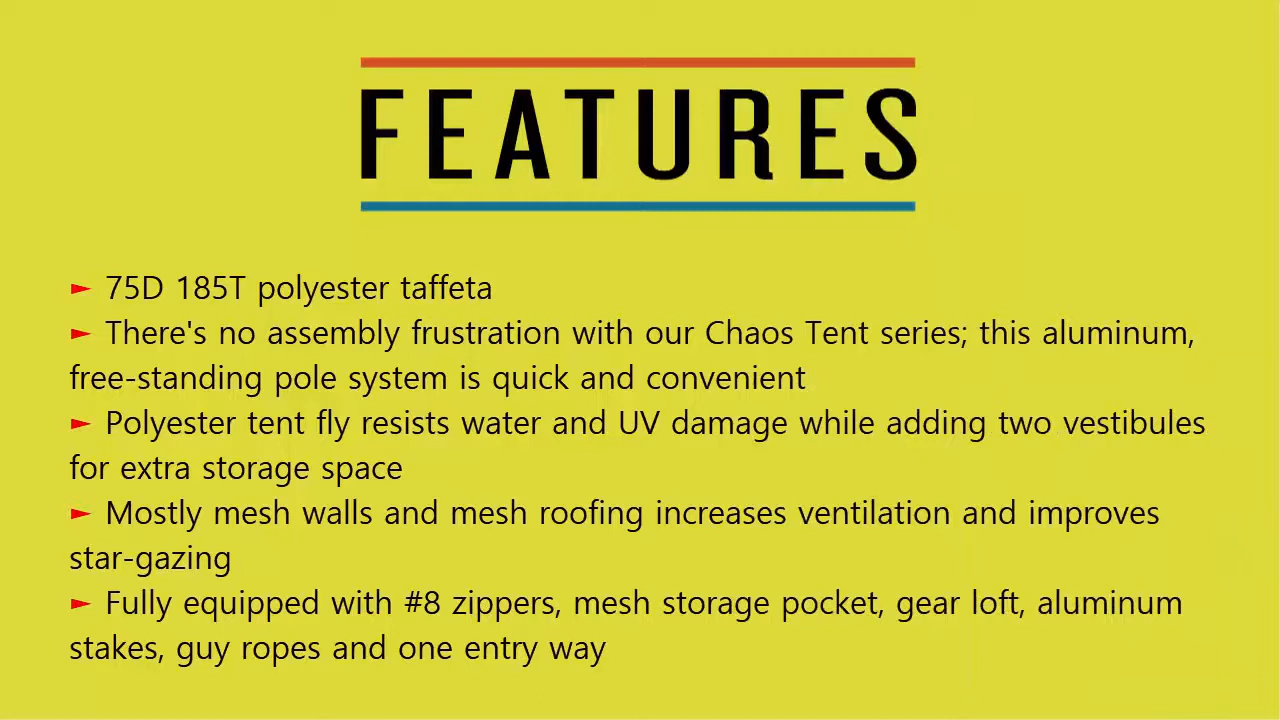 FEATURES
► 75D 185T polyester taffeta
► There's no assembly frustration with our Chaos Tent series; this aluminum,
free-standing pole system is quick and convenient
► Polyester tent fly resists water and UV damage while adding two vestibules
for extra storage space
► Mostly mesh walls and mesh roofing increases ventilation and improves
star-gazing
► Fully equipped with #8 zippers, mesh storage pocket, gear loft, aluminum
stakes, guy ropes and one entry way